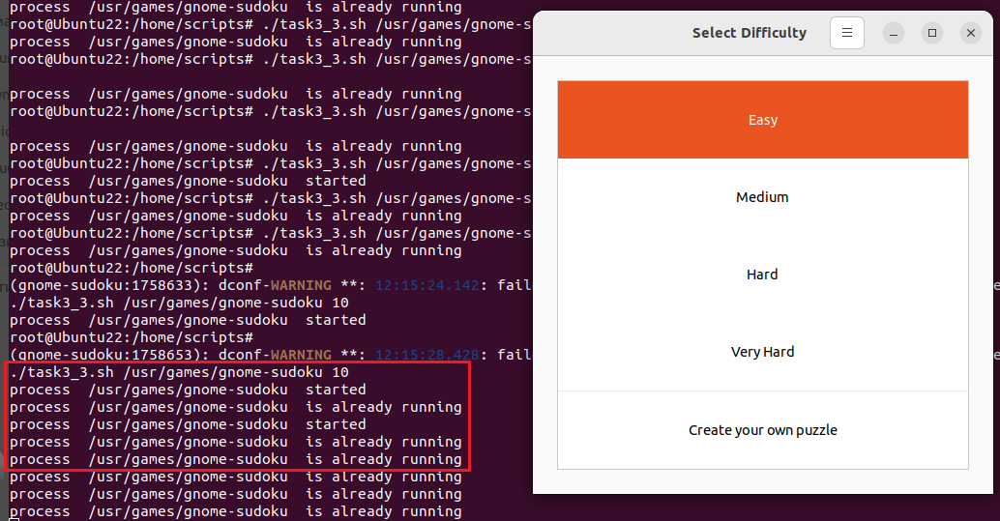 process  /usr/games/gnome-sudoku  is already running
root@Ubuntu22:/home/scripts# ./task3_3.sh /usr/games/gnome-s
process  /usr/games/gnome-sudoku  is already running
root@Ubuntu22:/home/scripts# ./task3_3.sh /usr/games/gnome-s
process  /usr/games/gnome-sudoku  is already running
root@Ubuntu22:/home/scripts# ./task3_3.sh /usr/games/gnome-s
process  /usr/games/gnome-sudoku  is already running
root@Ubuntu22:/home/scripts# ./task3_3.sh /usr/games/gnome-s
process  /usr/games/gnome-sudoku  started
root@Ubuntu22:/home/scripts# ./task3_3.sh /usr/games/gnome-s
process  /usr/games/gnome-sudoku  is already running
root@Ubuntu22:/home/scripts# ./task3_3.sh /usr/games/gnome-s
process  /usr/games/gnome-sudoku  is already running
root@Ubuntu22:/home/scripts#
(gnome-sudoku:1758633): dconf-WARNING **: 12:15:24.142: fail
./task3_3.sh /usr/games/gnome-sudoku 10
process  /usr/games/gnome-sudoku  started
root@Ubuntu22:/home/scripts#
(gnome-sudoku:1758653): dconf-WARNING **: 12:15:28.428: fail
./task3_3.sh /usr/games/gnome-sudoku 10
process  /usr/games/gnome-sudoku  started
process  /usr/games/gnome-sudoku  is already running
process  /usr/games/gnome-sudoku  started
process  /usr/games/gnome-sudoku  is already running
process  /usr/games/gnome-sudoku  is already running
process  /usr/games/gnome-sudoku  is already running
process  /usr/games/gnome-sudoku  is already running
process  /usr/games/gnome-sudoku  is already running
Select Difficulty
Easy
Medium
Hard
Very Hard
Create your own puzzle